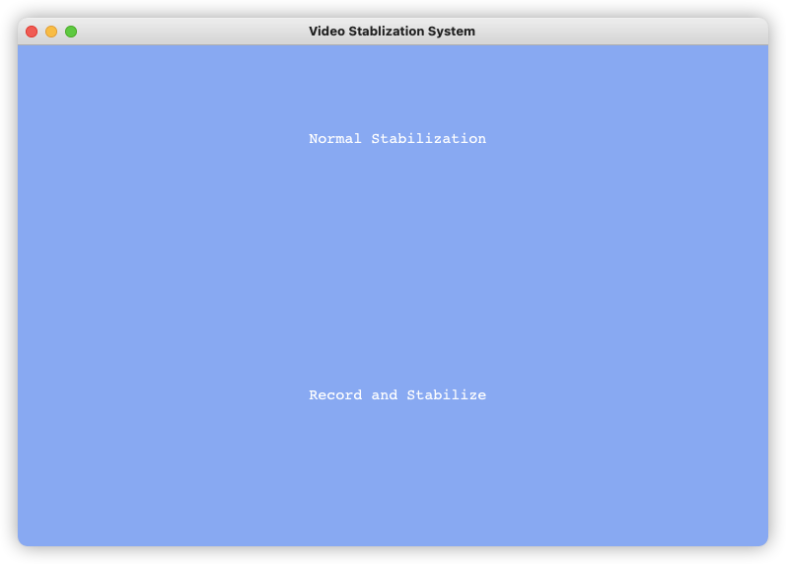 Video Stablization System
Normal Stabilization
Record and Stabilize